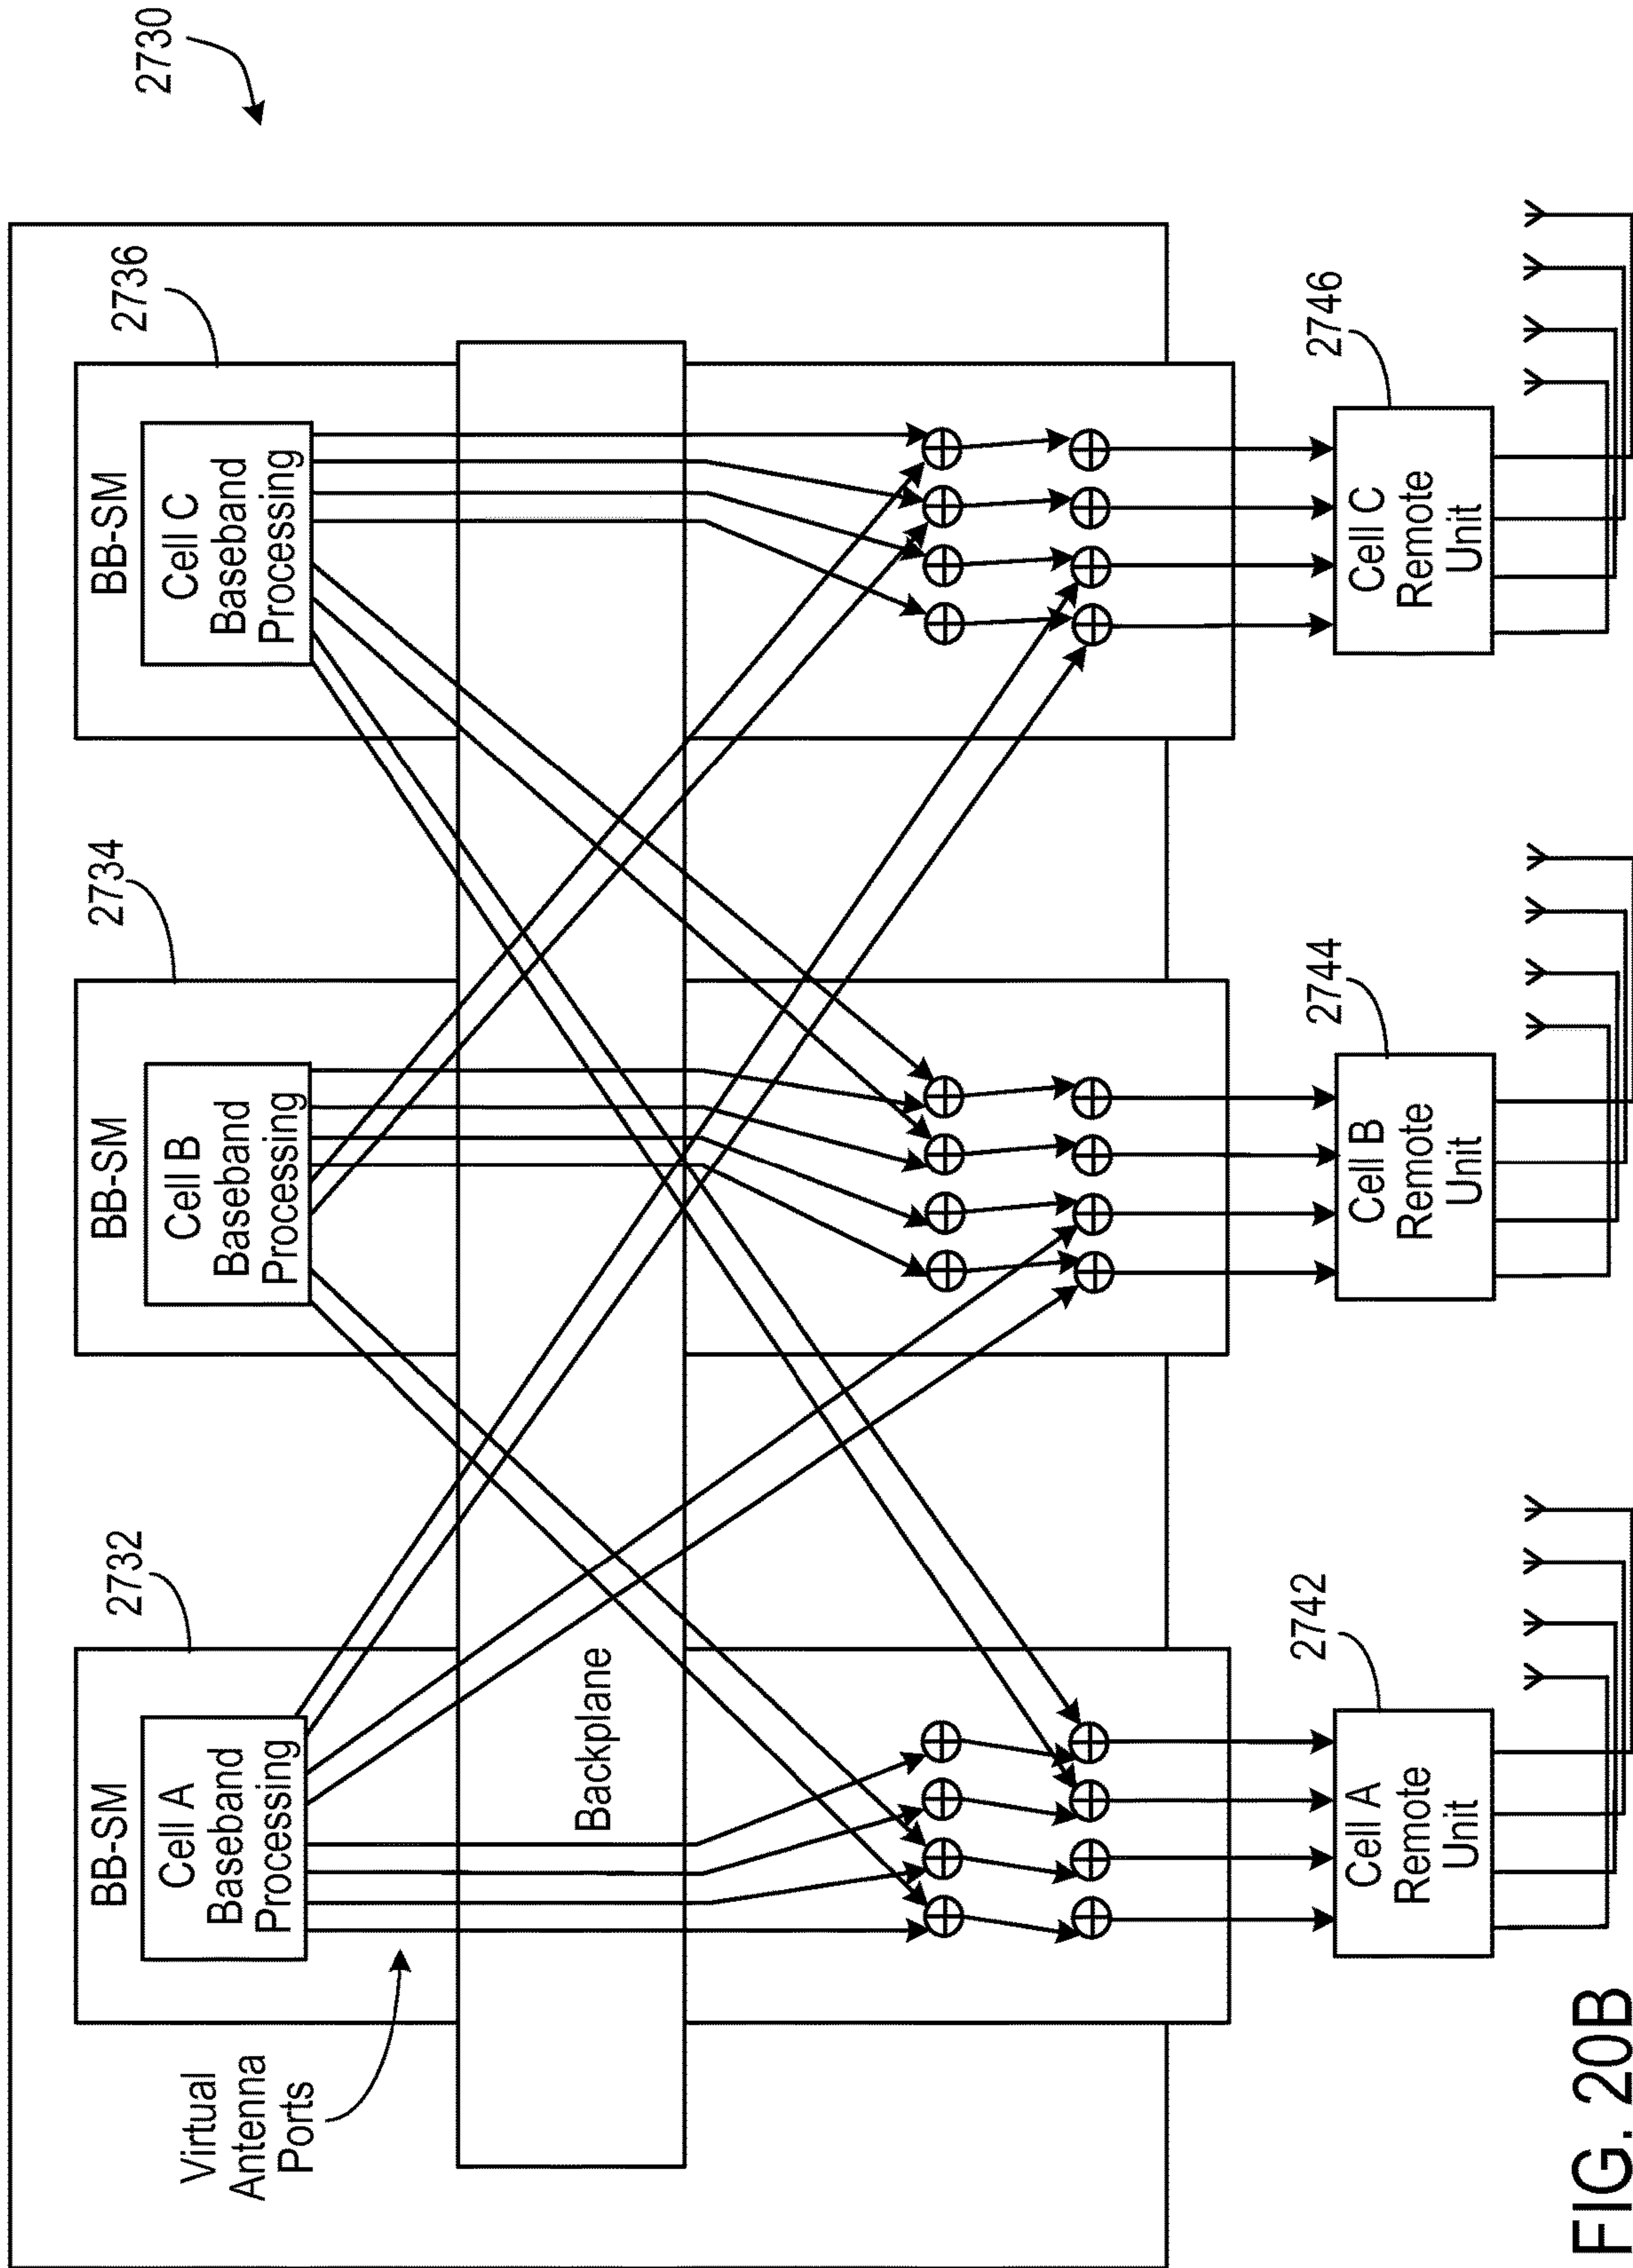 2730
2732
2734
2736
BB-SM
Cell A
Baseband
Processing
BB-SM
Cell B
Baseband
Processing
BB-SM
Cell C
Baseband
Processing
Virtual
Antenna
Ports
Backplane
2742
2744
2746
Cell A
Remote
Unit
Cell B
Remote
Unit
Cell C
Remote
Unit
FIG. 20B